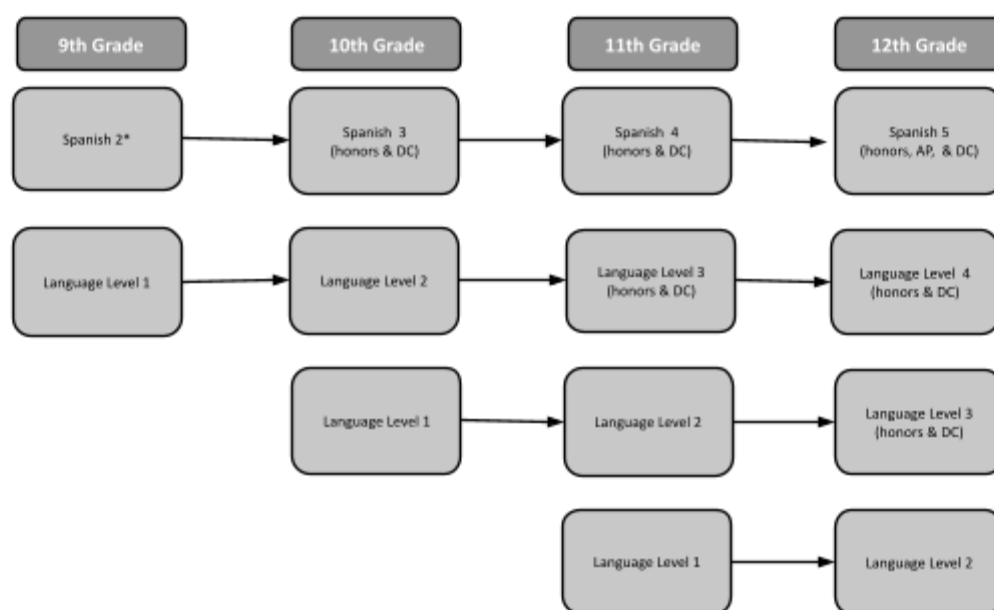 9th Grade
10th Grade
11th Grade
12th Grade
Spanish 2*
Spanish 3
(honors & DC)
Spanish 4
(honors & DC)
Spanish 5
(honors, AP, & DC)
Language Level 1
Language Level 2
Language Level 3
(honors & DC)
Language Level 4
(honors & DC)
Language Level 1
Language Level 2
Language Level 3
(honors & DC)
Language Level 1
Language Level 2